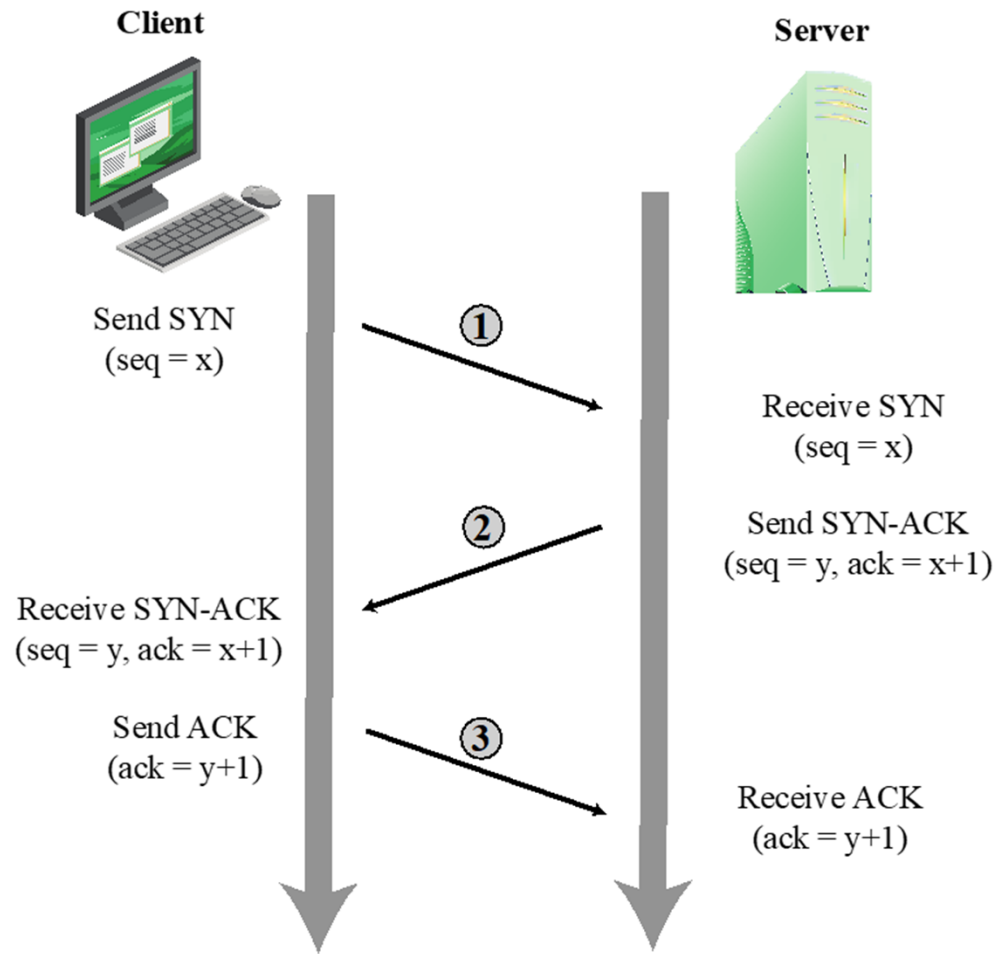 Client
Server
Send SYN
(seq = x)
1
Receive SYN
(seq = x)
2
Send SYN-ACK
(seq = y, ack = x+1)
Receive SYN-ACK
(seq = y, ack = x+1)
Send ACK
(ack = y+1)
3
Receive ACK
(ack = y+1)